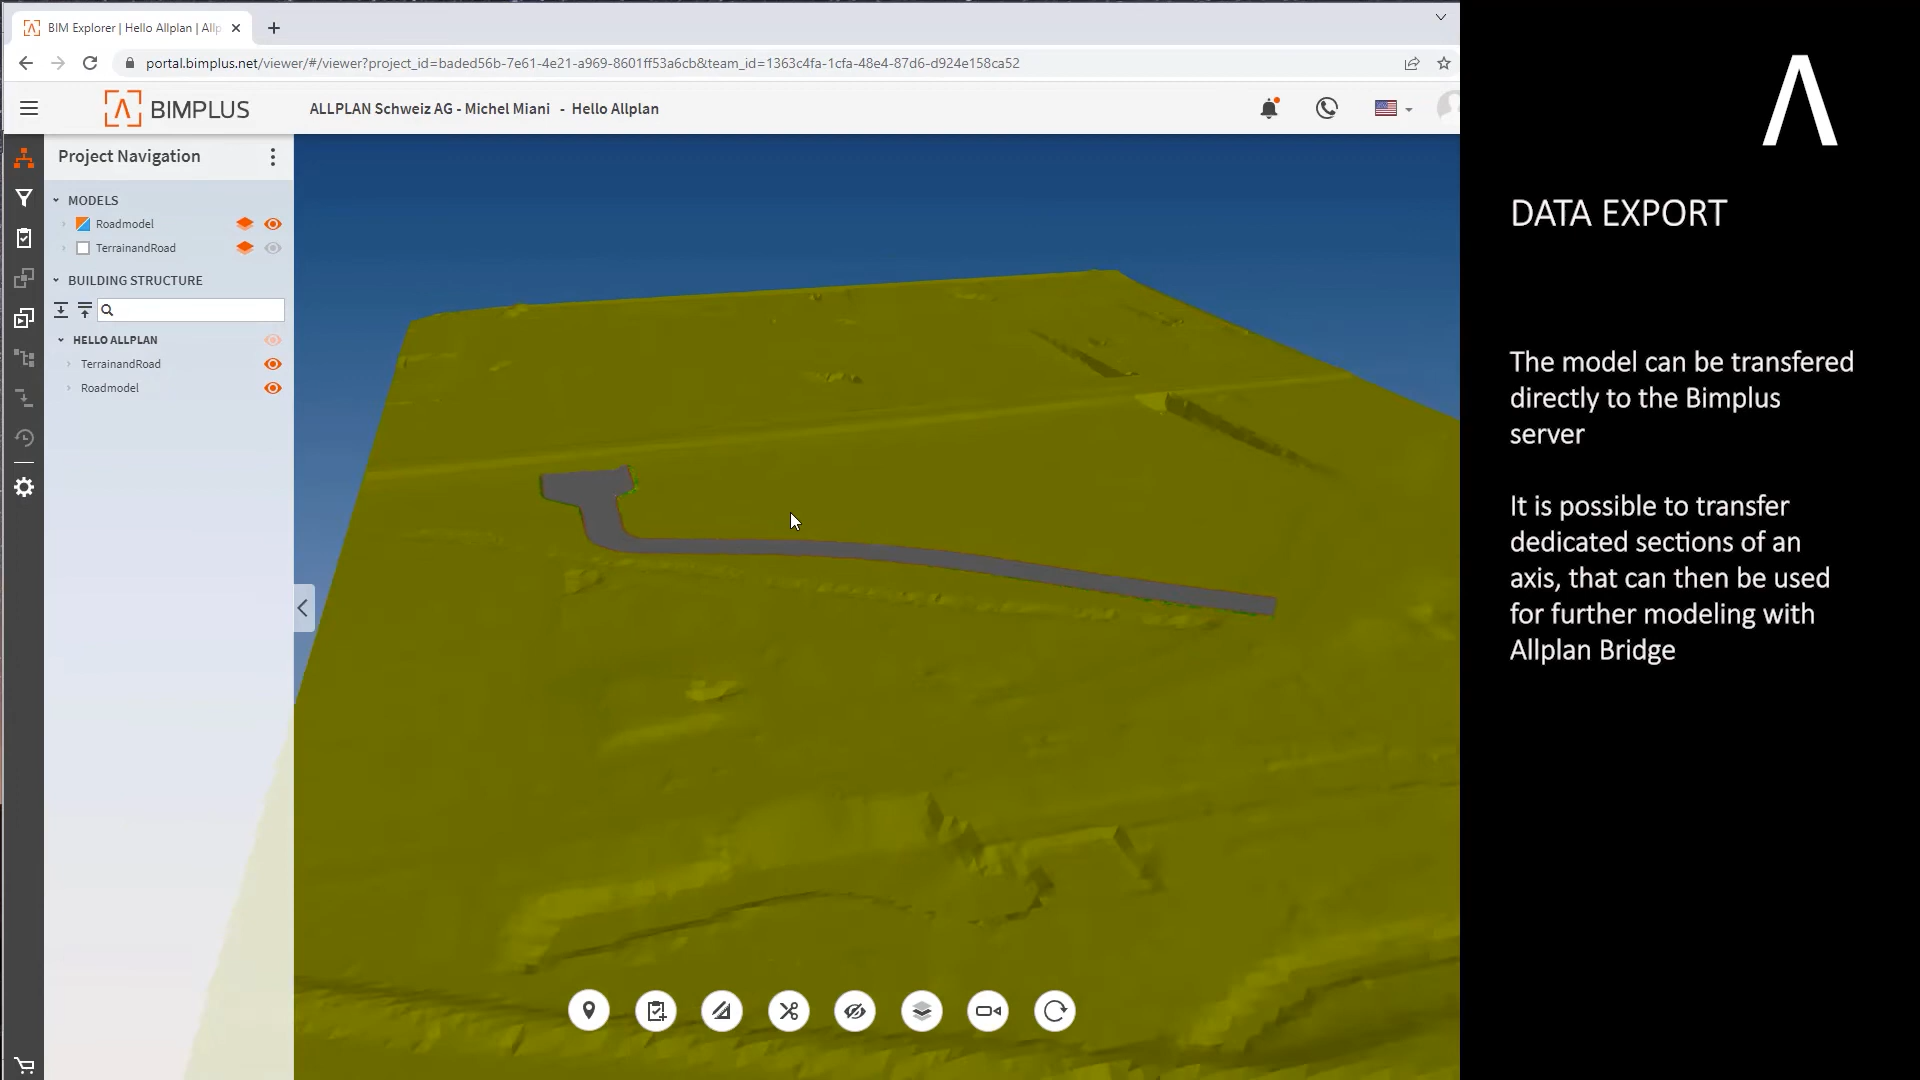 BIM Explorer | Hello Allplan | Allp
portal.bimplus.net/viewer/#/viewer?project_id=baded56b-7e61-4e21-a969-8601ff53a6cb&team_id=1363c4fa-1cfa-48e4-87d6-d924e158ca52
BIMPLUS
ALLPLAN Schweiz AG - Michel Miani - Hello Allplan
Project Navigation
MODELS
Roadmodel
TerrainandRoad
BUILDING STRUCTURE
HELLO ALLPLAN
TerrainandRoad
Roadmodel
DATA EXPORT
The model can be transfered
directly to the Bimplus
server
It is possible to transfer
dedicated sections of an
axis, that can then be used
for further modeling with
Allplan Bridge